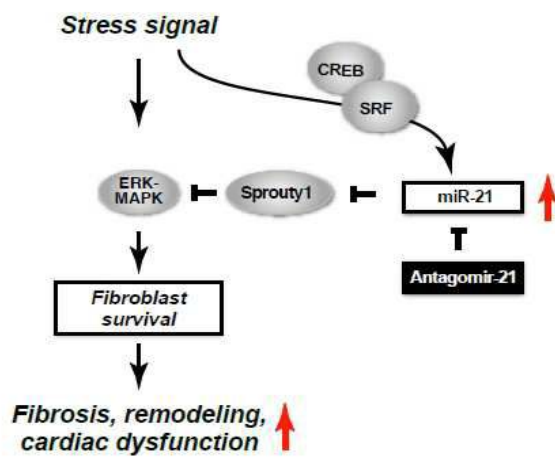 Stress signal
CREB
SRF
ERK-
MAPK
Sprouty1
miR-21
Antagomir-21
Fibroblast
survival
Fibrosis, remodeling,
cardiac dysfunction